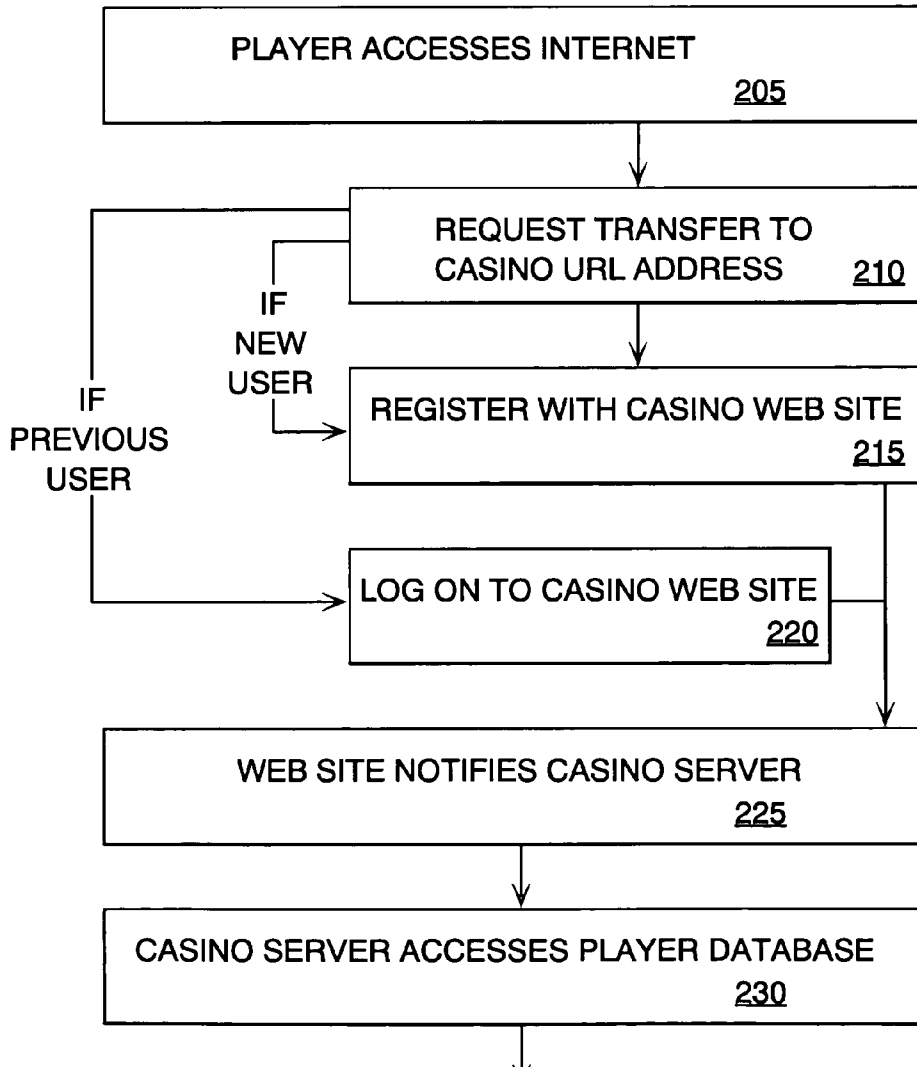 PLAYER ACCESSES INTERNET
205
REQUEST TRANSFER TO
CASINO URL ADDRESS
210
IF
NEW
USER
REGISTER WITH CASINO WEB SITE
215
IF
PREVIOUS
USER
LOG ON TO CASINO WEB SITE
220
WEB SITE NOTIFIES CASINO SERVER
225
CASINO SERVER ACCESSES PLAYER DATABASE
230